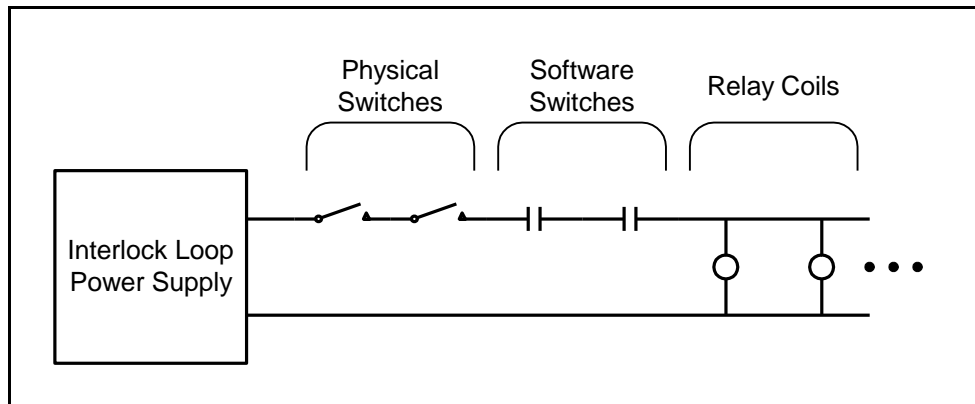 Physical
Switches
Software
Switches
Relay Coils
Interlock Loop
Power Supply